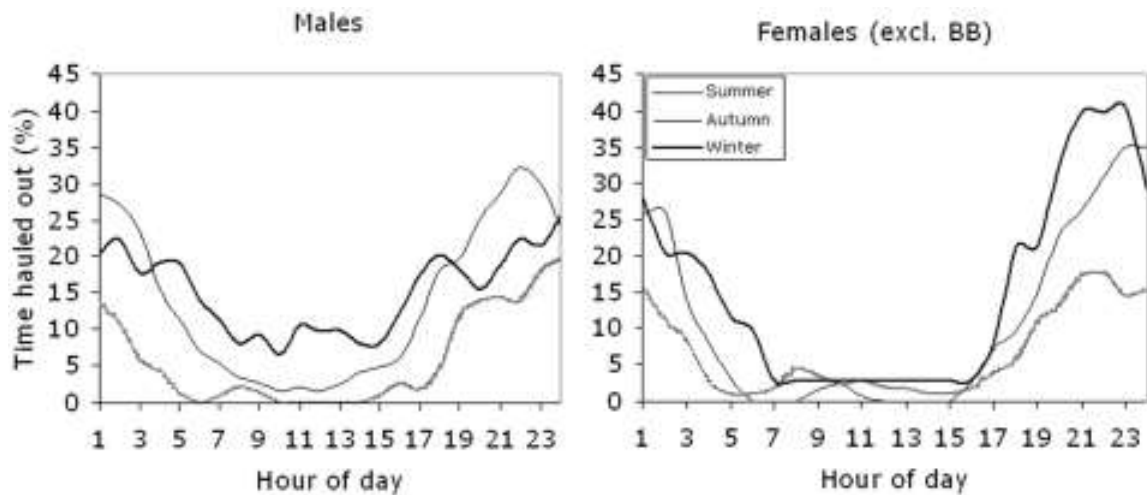 Males
Females (excl. BB)
Time hauled out (%)
45
40
35
30
25
20
15
10
5
0
1 3 5 7 9 11 13 15 17 19 21 23
Hour of day
45
40
35
30
25
20
15
10
5
0
Summer
Autumn
Winter
1 3 5 7 9 11 13 15 17 19 21 23
Hour of day